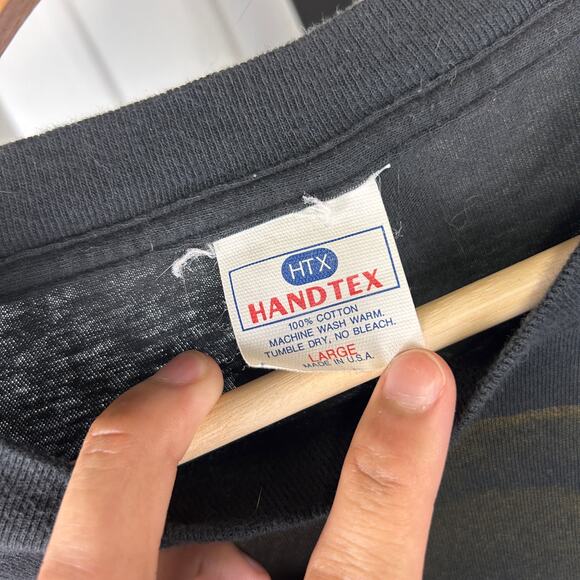 HTX
HANDTEX
100% COTTON
MACHINE WASH WARM.
TUMBLE DRY, NO BLEACH.
LARGE
MADE IN U.S.A.